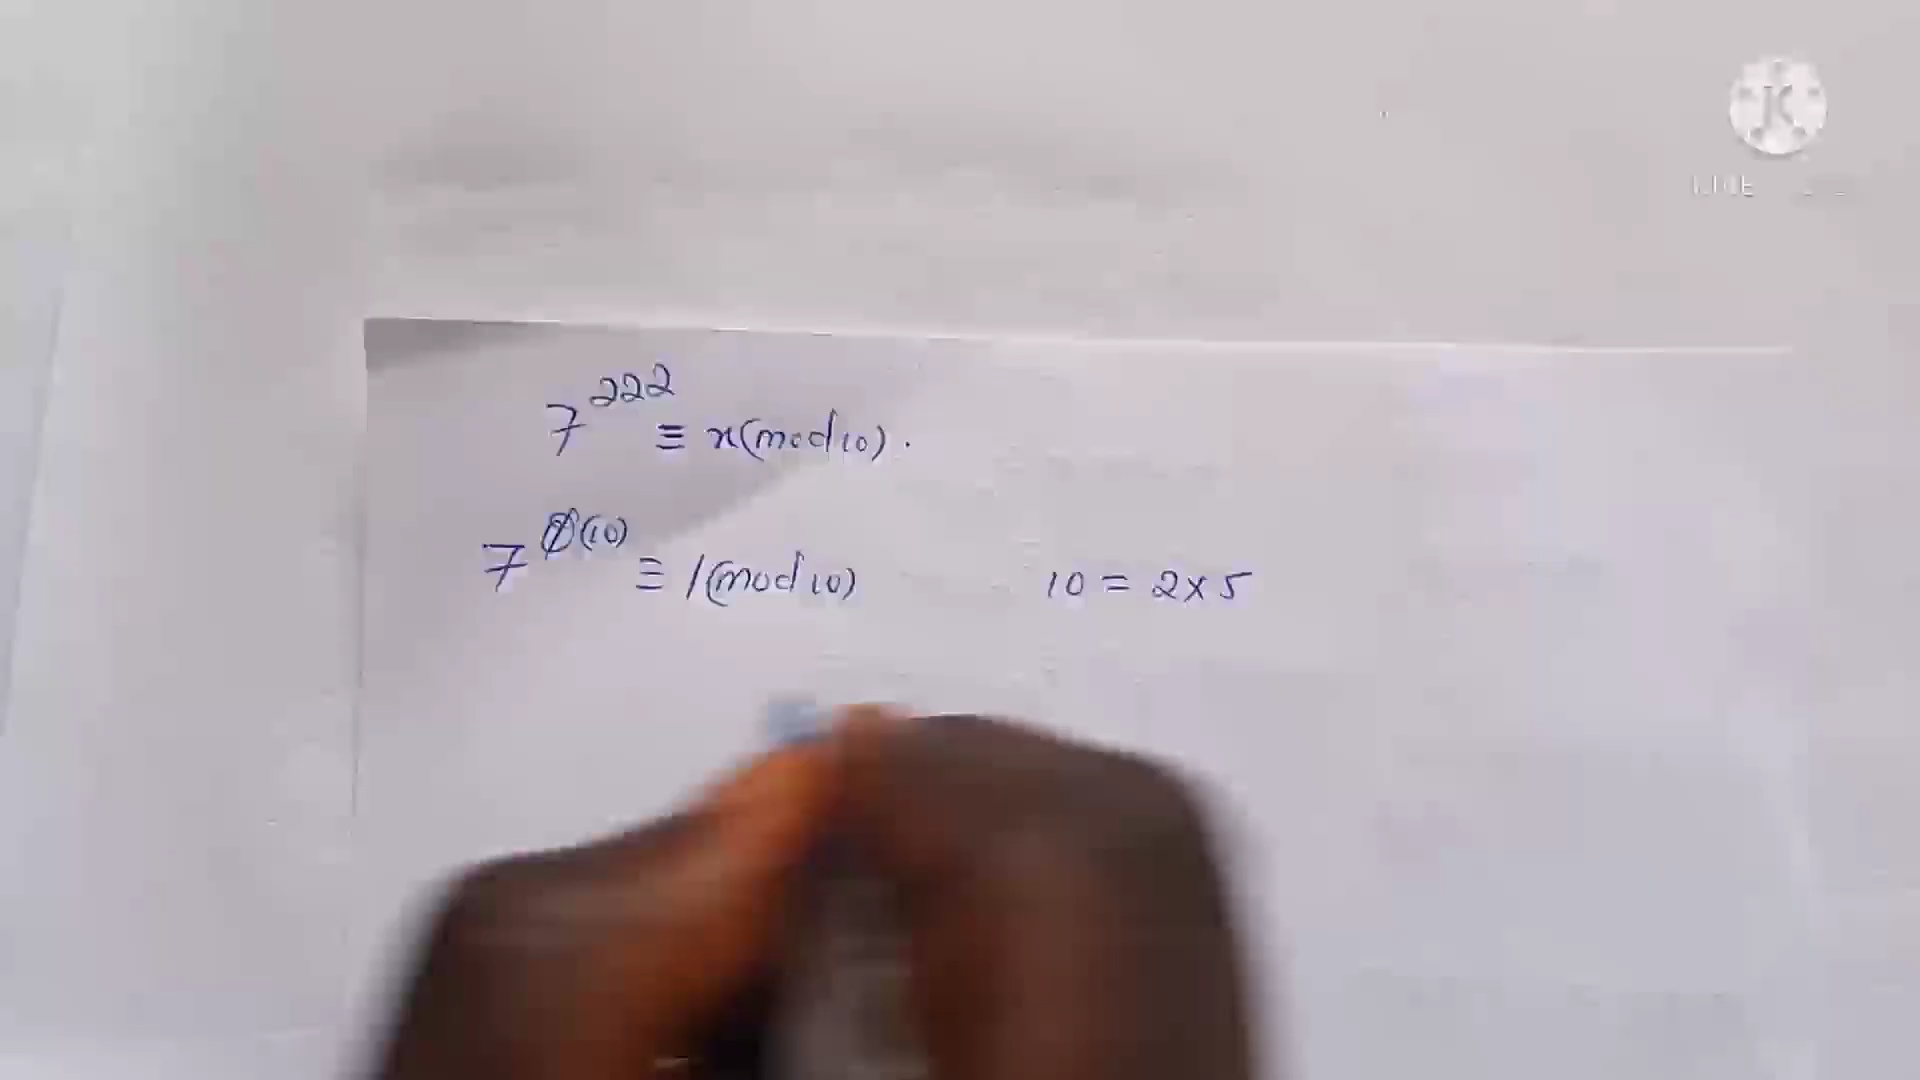 7^222 ≡ x(mod 10).
7^∅(10) ≡ 1(mod 10) 10 = 2×5